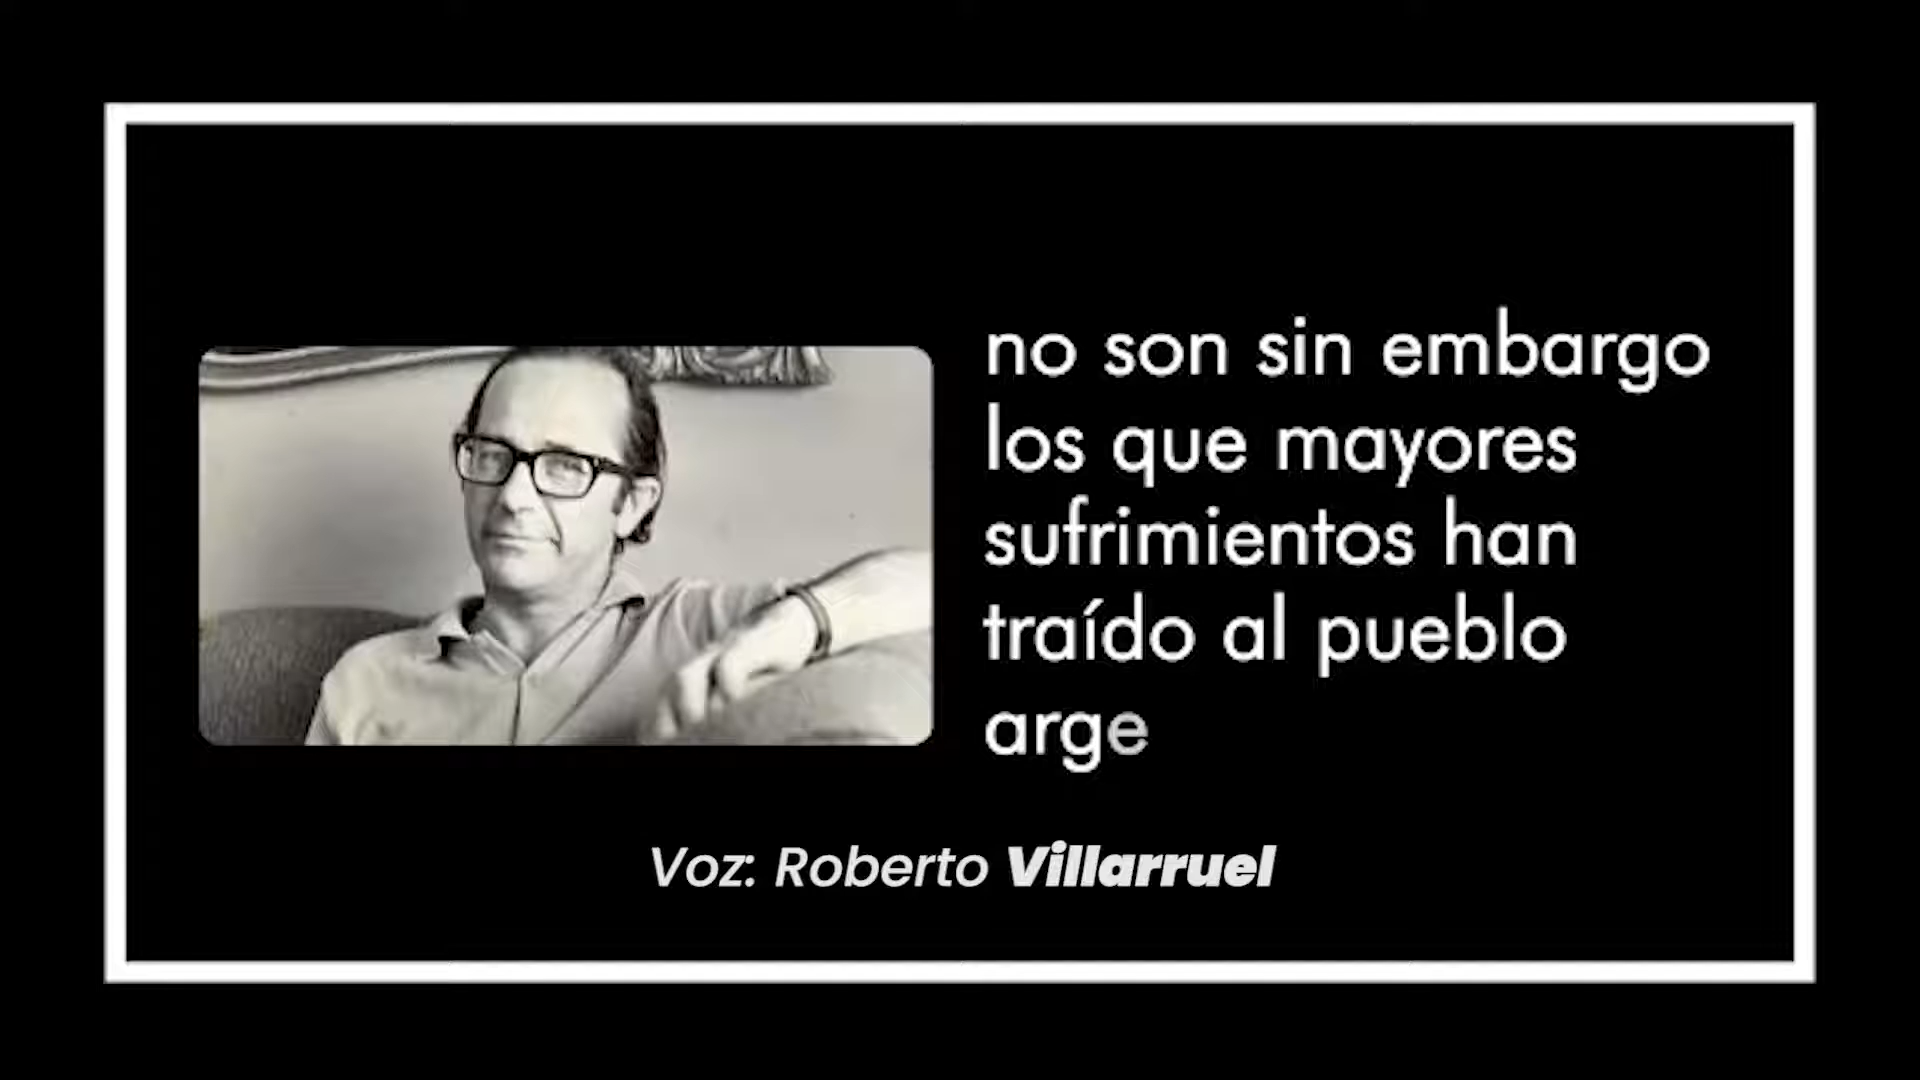 no son sin embargo
los que mayores
sufrimientos han
traído al pueblo
arge
Voz: Roberto Villarruel